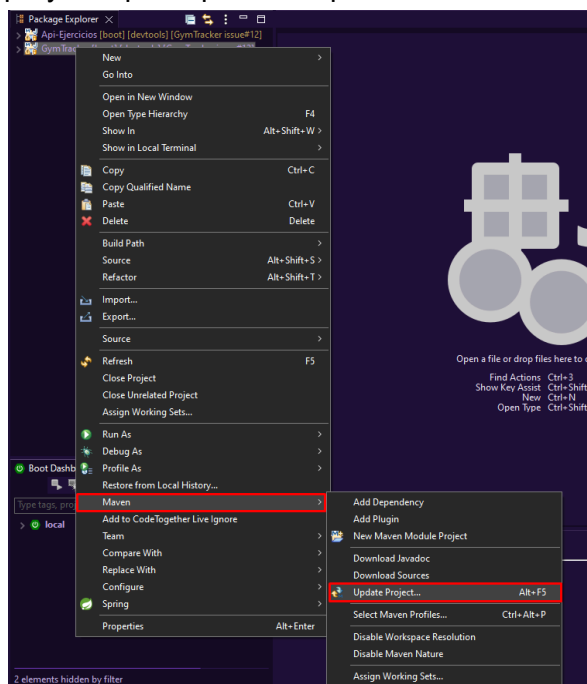 Package Explorer
Api-Ejercicios [boot] [devtools] [GymTracker issue#12]
New
Go Into
Open in New Window
Open Type Hierarchy F4
Show In Alt+Shift+W >
Show in Local Terminal
Copy Ctrl+C
Copy Qualified Name
Paste Ctrl+V
Delete Delete
Build Path
Source Alt+Shift+S >
Refactor Alt+Shift+T >
Import...
Export...
Source
Refresh F5
Close Project
Close Unrelated Project
Assign Working Sets...
Run As
Debug As
Profile As
Restore from Local History...
Maven
Add to CodeTogether Live Ignore
Team
Compare With
Replace With
Configure
Spring
Properties Alt+Enter
Open a file or drop files here to
Find Actions Ctrl+3
Show Key Assist Ctrl+Shift
New Ctrl+N
Open Type Ctrl+Shift
Boot Dashb
Type tags, pro
local
2 elements hidden by filter
Add Dependency
Add Plugin
New Maven Module Project
Download Javadoc
Download Sources
Update Project... Alt+F5
Select Maven Profiles... Ctrl+Alt+P
Disable Workspace Resolution
Disable Maven Nature
Assign Working Sets...